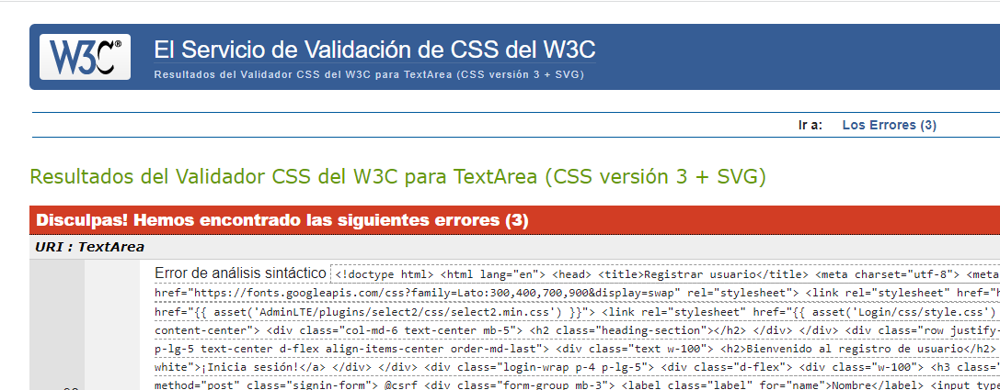 W3C®
El Servicio de Validación de CSS del W3C
Resultados del Validador CSS del W3C para TextArea (CSS versión 3 + SVG)
Ir a: Los Errores (3)
Resultados del Validador CSS del W3C para TextArea (CSS versión 3 + SVG)
Disculpas! Hemos encontrado las siguientes errores (3)
URI : TextArea
Error de análisis sintáctico <!doctype html> <html lang="en"> <head> <title>Registrar usuario</title> <meta charset="utf-8"> <meta
href="https://fonts.googleapis.com/css?family=Lato:300,400,700,900&display=swap" rel="stylesheet"> <link rel="stylesheet" href="h
href="{{ asset('AdminLTE/plugins/select2/css/select2.min.css') }}"> <link rel="stylesheet" href="{{ asset('Login/css/style.css')
content-center"> <div class="col-md-6 text-center mb-5"> <h2 class="heading-section"></h2> </div> </div> <div class="row justify-
p-lg-5 text-center d-flex align-items-center order-md-last"> <div class="text w-100"> <h2>Bienvenido al registro de usuario</h2>
white">¡Inicia sesión!</a> </div> </div> <div class="login-wrap p-4 p-lg-5"> <div class="d-flex"> <div class="w-100"> <h3 class="
method="post" class="signin-form"> @csrf <div class="form-group mb-3"> <label class="label" for="name">Nombre</label> <input type